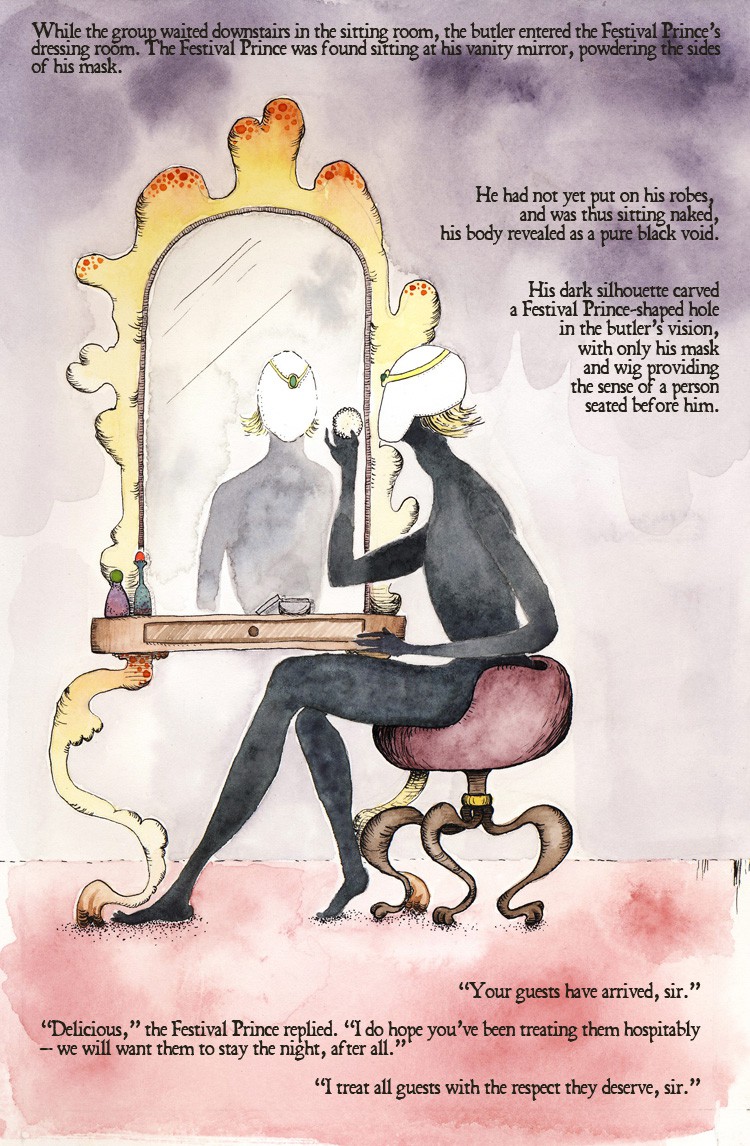 While the group waited downstairs in the sitting room, the butler entered the Festival Prince's
dressing room. The Festival Prince was found sitting at his vanity mirror, powdering the sides
of his mask.
He had not yet put on his robes,
and was thus sitting naked,
his body revealed as a pure black void.
His dark silhouette carved
a Festival Prince-shaped hole
in the butler's vision,
with only his mask
and wig providing
the sense of a person
seated before him.
“Your guests have arrived, sir.”
“Delicious,” the Festival Prince replied. “I do hope you've been treating them hospitably
– we will want them to stay the night, after all.”
“I treat all guests with the respect they deserve, sir.”